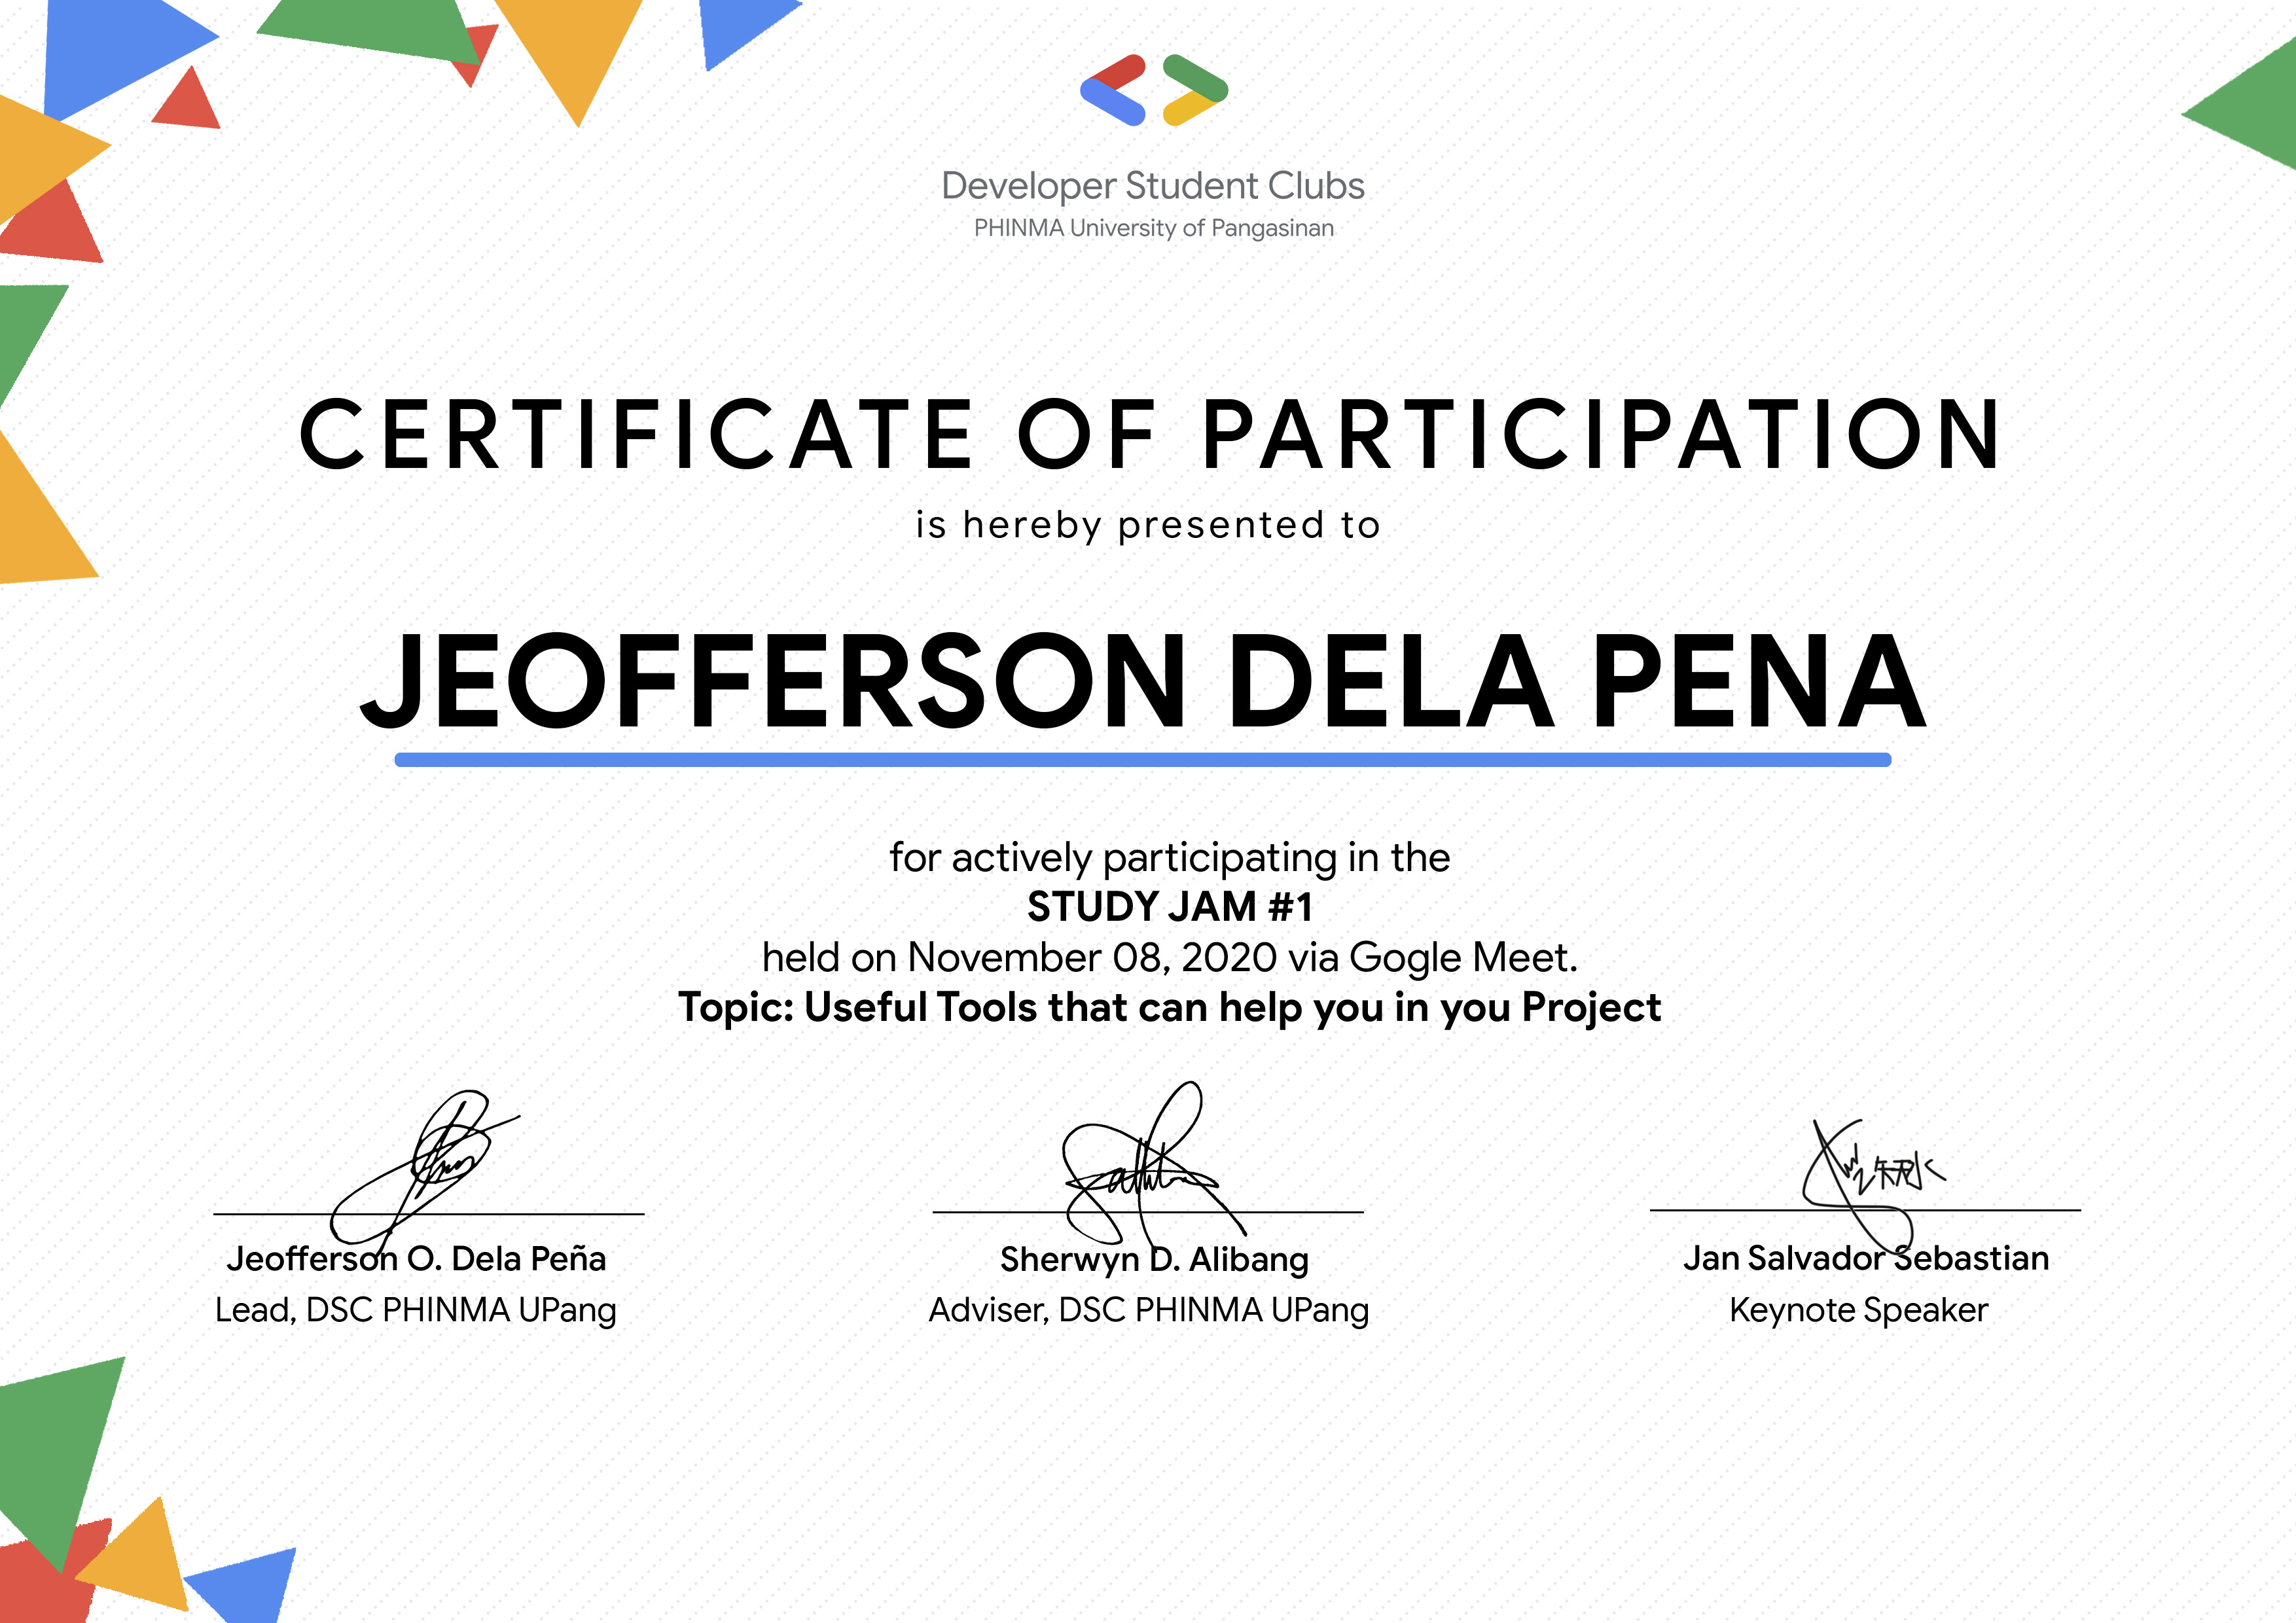 Developer Student Clubs
PHINMA University of Pangasinan
CERTIFICATE OF PARTICIPATION
is hereby presented to
JEOFFERSON DELA PENA
for actively participating in the
STUDY JAM #1
held on November 08, 2020 via Gogle Meet.
Topic: Useful Tools that can help you in you Project
Jeofferson O. Dela Peña
Lead, DSC PHINMA UPang
Sherwyn D. Alibang
Adviser, DSC PHINMA UPang
Jan Salvador Sebastian
Keynote Speaker